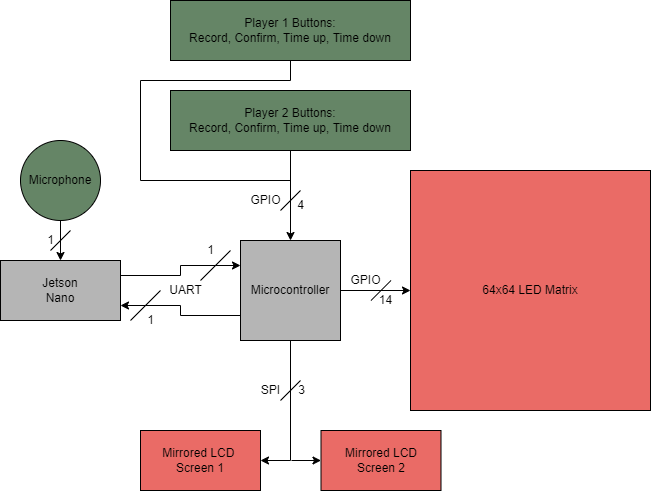 Player 1 Buttons:
Record, Confirm, Time up, Time down
Player 2 Buttons:
Record, Confirm, Time up, Time down
Microphone
GPIO
4
1
1
Jetson
Nano
UART
1
Microcontroller
GPIO
14
64x64 LED Matrix
SPI
3
Mirrored LCD
Screen 1
Mirrored LCD
Screen 2